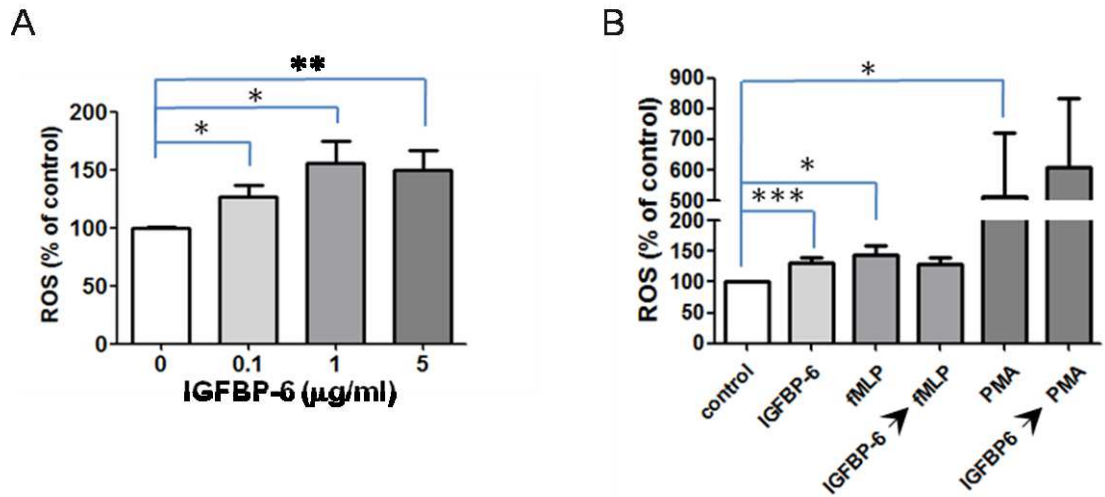 A
**
*
*
200
150
100
50
0
ROS (% of control)
0 0.1 1 5
IGFBP-6 (µg/ml)
B
*
*
***
900
800
700
600
500
200
150
100
50
0
ROS (% of control)
control
IGFBP-6
fMLP
IGFBP-6 fMLP
PMA
IGFBP6 PMA